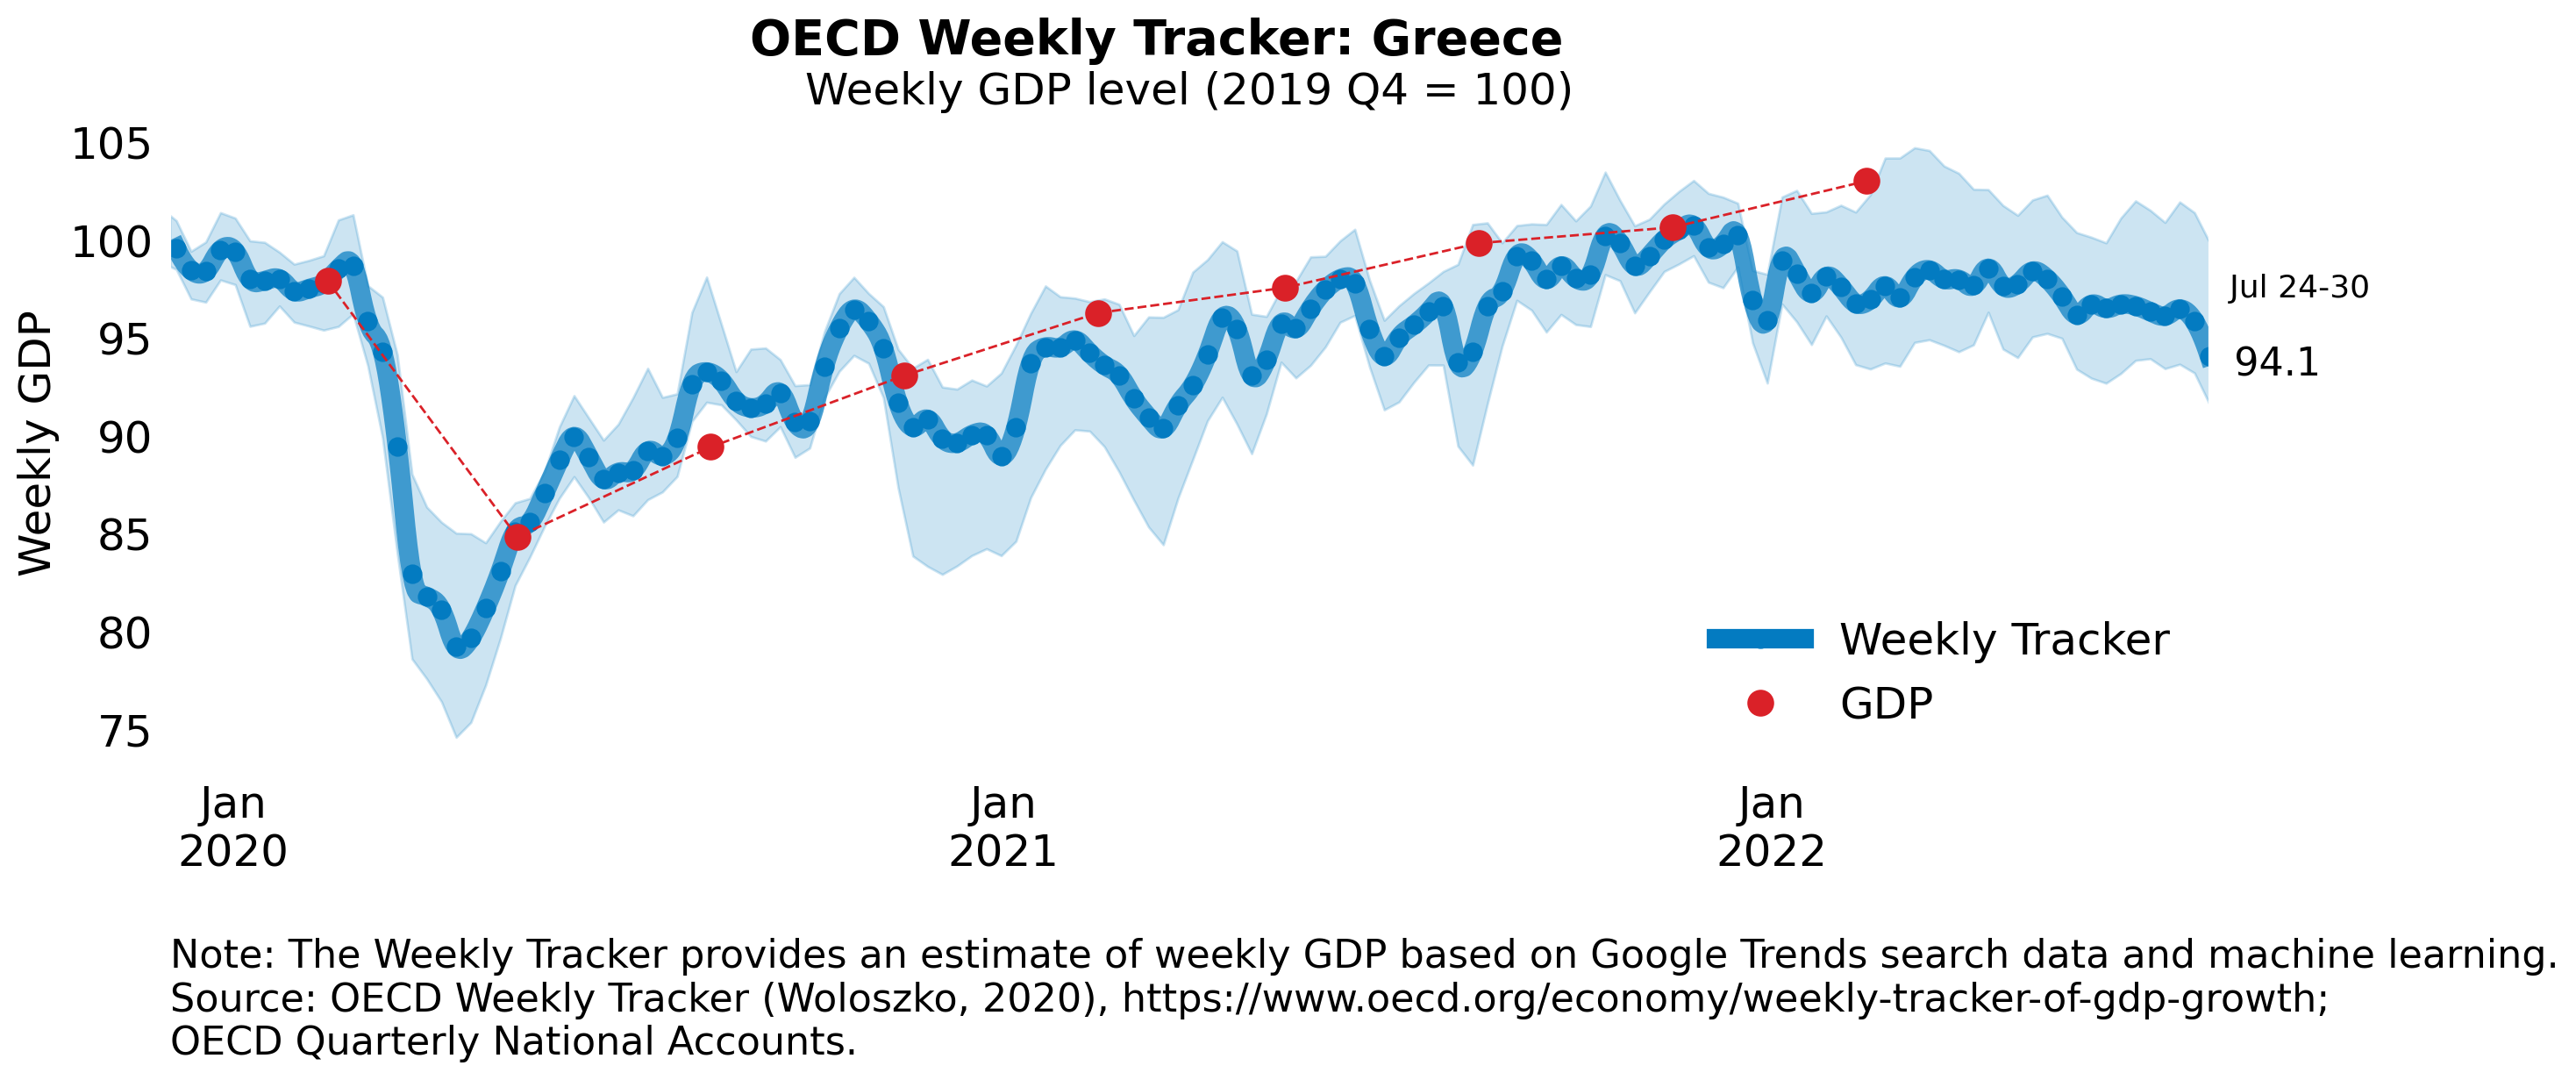 OECD Weekly Tracker: Greece
Weekly GDP level (2019 Q4 = 100)
Weekly GDP
105
100
95
90
85
80
75
Jul 24-30
94.1
Weekly Tracker
GDP
Jan
2020
Jan
2021
Jan
2022
Note: The Weekly Tracker provides an estimate of weekly GDP based on Google Trends search data and machine learning.
Source: OECD Weekly Tracker (Woloszko, 2020), https://www.oecd.org/economy/weekly-tracker-of-gdp-growth;
OECD Quarterly National Accounts.